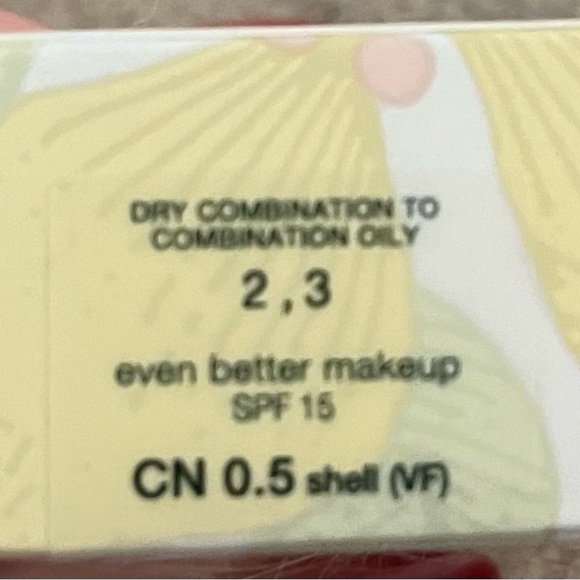 DRY COMBINATION TO
COMBINATION OILY
2 , 3
even better makeup
SPF 15
CN 0.5 shell (VF)